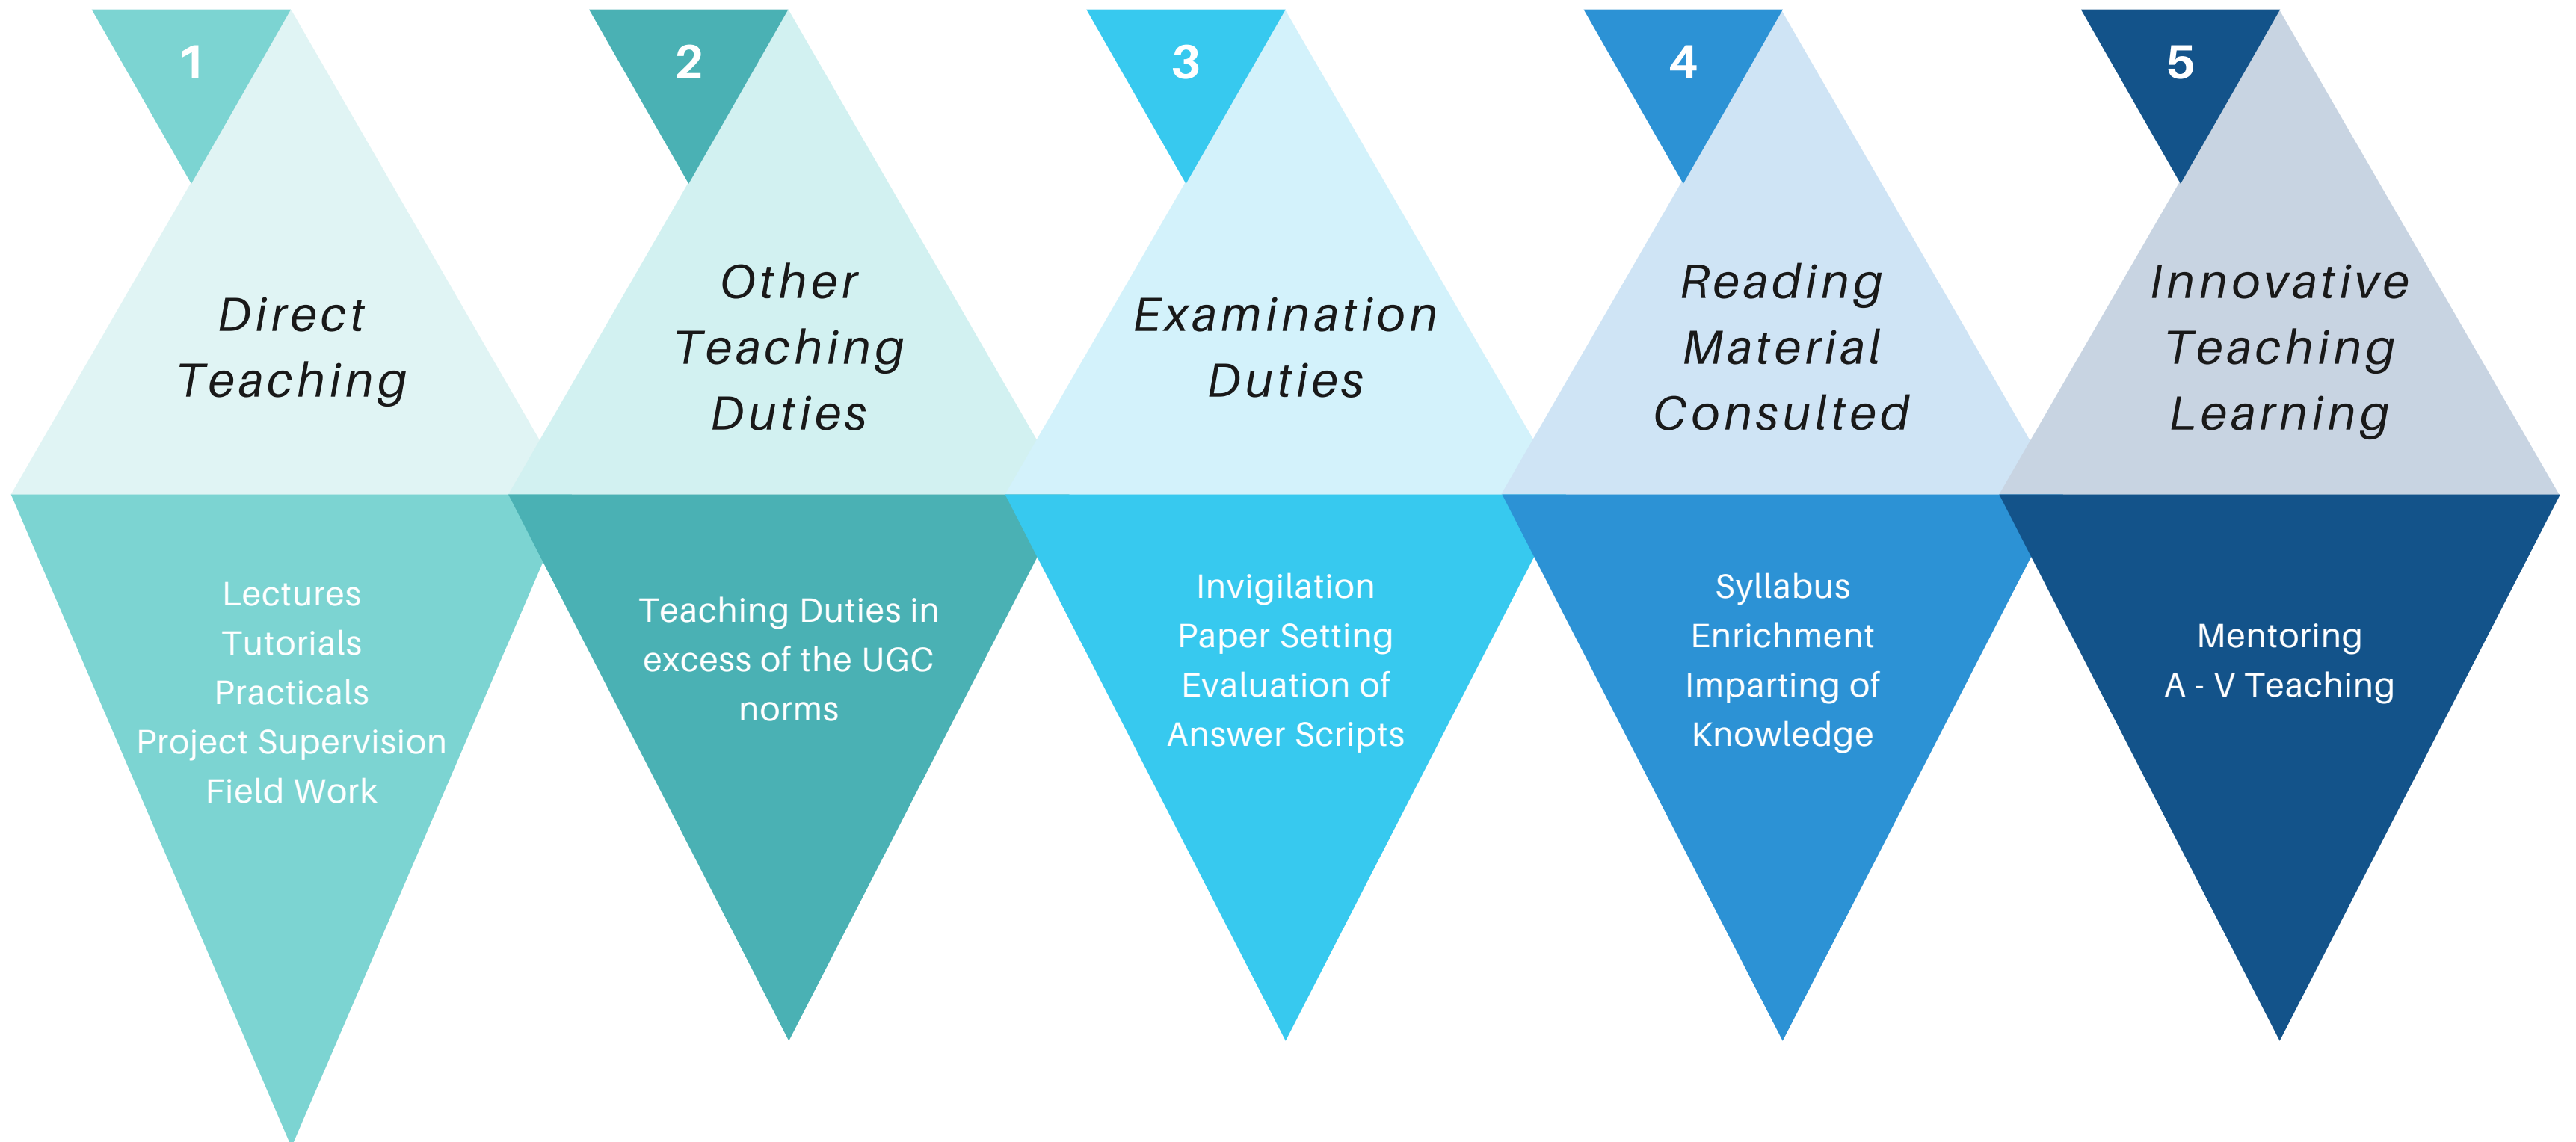 1
Direct
Teaching
Lectures
Tutorials
Practicals
Project Supervision
Field Work
2
Other
Teaching
Duties
Teaching Duties in
excess of the UGC
norms
3
Examination
Duties
Invigilation
Paper Setting
Evaluation of
Answer Scripts
4
Reading
Material
Consulted
Syllabus
Enrichment
Imparting of
Knowledge
5
Innovative
Teaching
Learning
Mentoring
A - V Teaching